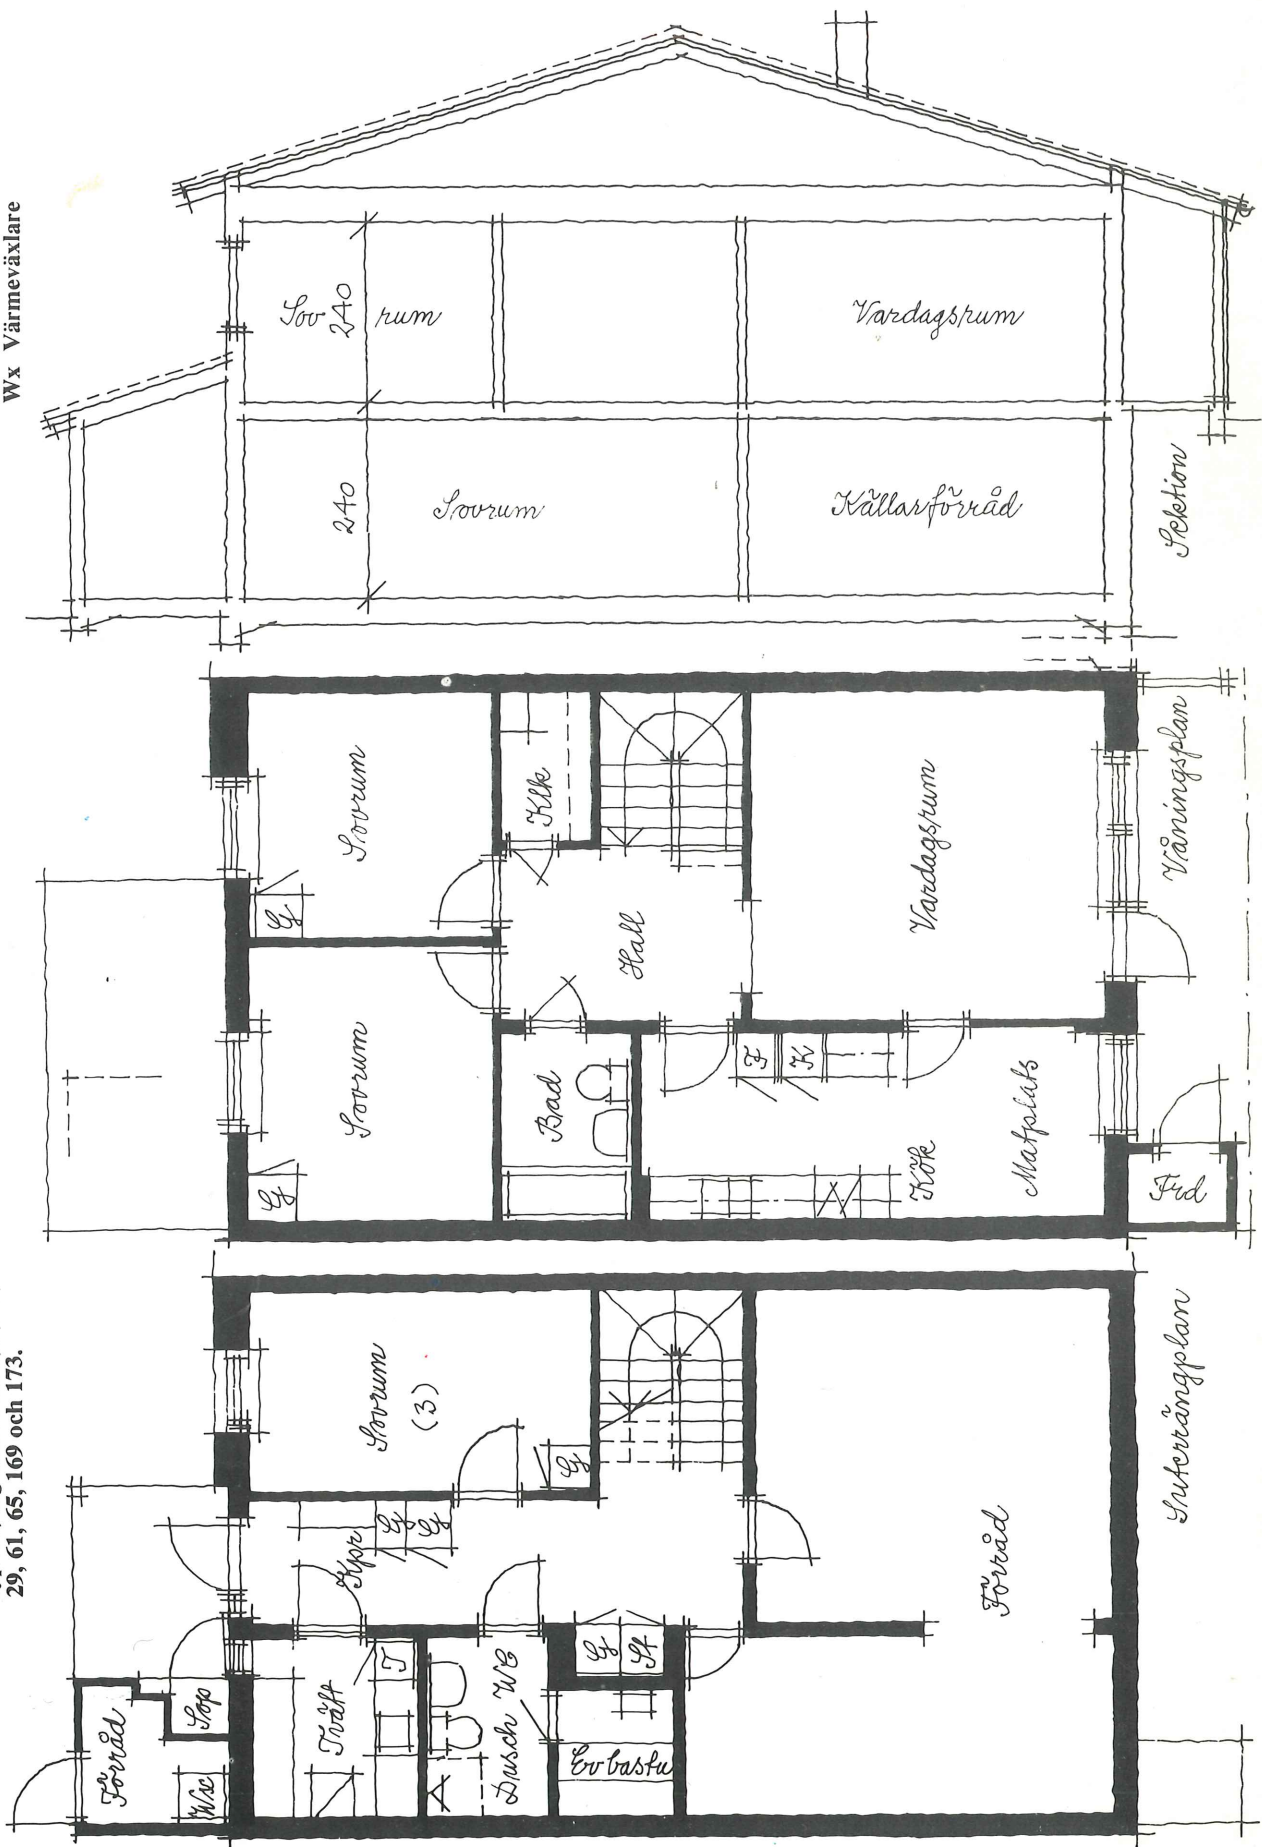 Wx Värmeväxlare
29, 61, 65, 169 och 173.
Sov rum
240
Vardagsrum
240
Sovrum
Källarförråd
Sektion
Sovrum
G
Klk
Sovrum
G
Hall
Vardagsrum
Bad
F
K
Kök
Matplats
Frd
Våningsplan
Sovrum
(3)
G
Kpr
G
G
Förråd
Sop
Wx
Tvätt
T
Dusch WC
G
St
Ev bastu
Förråd
Suterrängplan